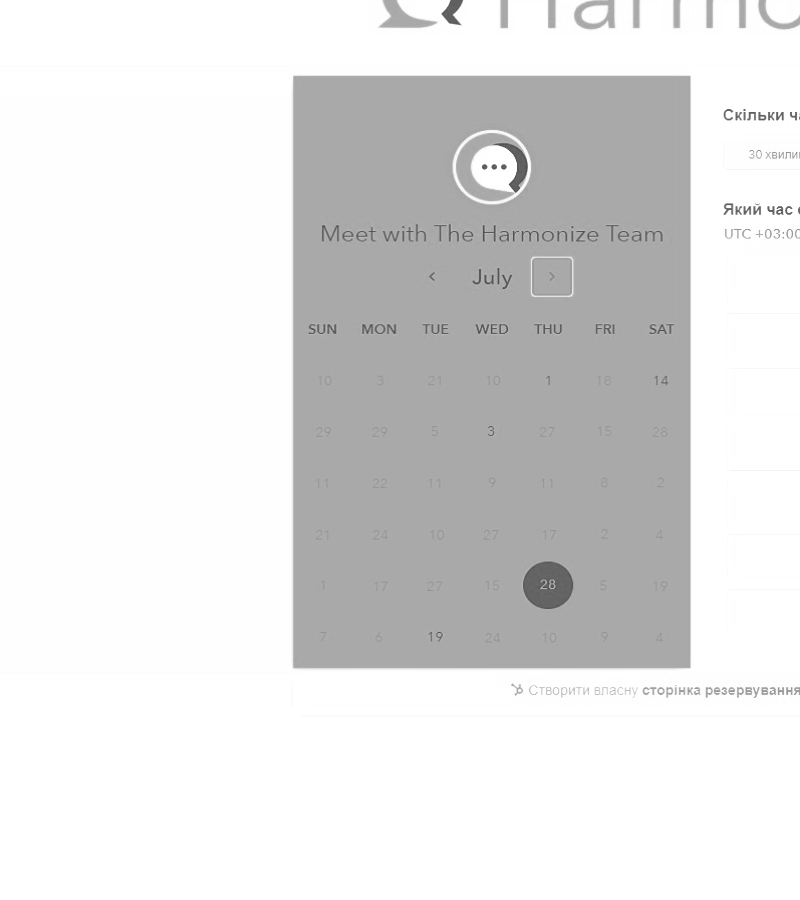 Harmo
Meet with The Harmonize Team
July
SUN MON TUE WED THU FRI SAT
10 3 21 10 1 18 14
29 29 5 3 27 15 28
11 22 11 9 11 8 2
21 24 10 27 17 2 4
1 17 27 15 28 5 19
7 6 19 24 10 9 4
Скільки ча
30 хвилин
Який час
UTC +03:00
Створити власну сторінка резервування